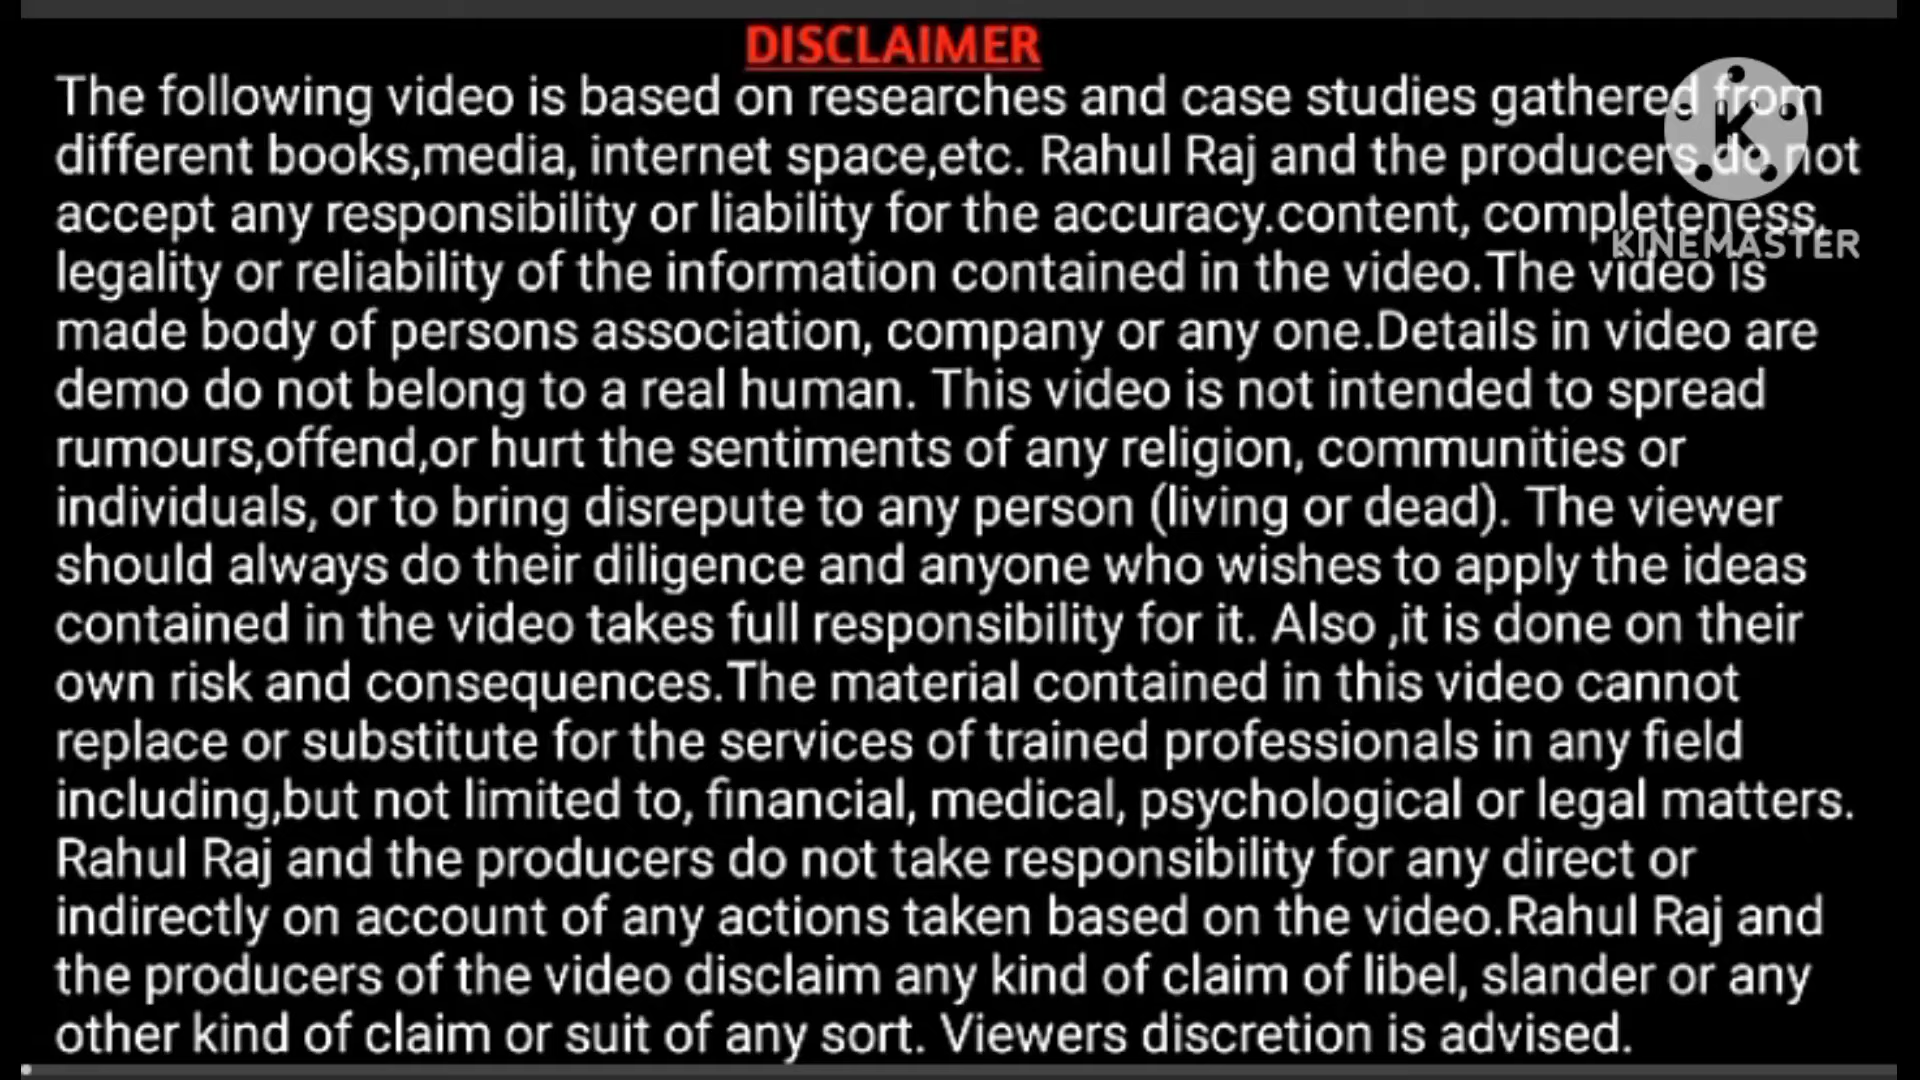 DISCLAIMER
The following video is based on researches and case studies gathered from
different books,media, internet space,etc. Rahul Raj and the producers do not
accept any responsibility or liability for the accuracy.content, completeness,
legality or reliability of the information contained in the video.The video is
made body of persons association, company or any one.Details in video are
demo do not belong to a real human. This video is not intended to spread
rumours,offend,or hurt the sentiments of any religion, communities or
individuals, or to bring disrepute to any person (living or dead). The viewer
should always do their diligence and anyone who wishes to apply the ideas
contained in the video takes full responsibility for it. Also ,it is done on their
own risk and consequences.The material contained in this video cannot
replace or substitute for the services of trained professionals in any field
including,but not limited to, financial, medical, psychological or legal matters.
Rahul Raj and the producers do not take responsibility for any direct or
indirectly on account of any actions taken based on the video.Rahul Raj and
the producers of the video disclaim any kind of claim of libel, slander or any
other kind of claim or suit of any sort. Viewers discretion is advised.
K
KINEMASTER